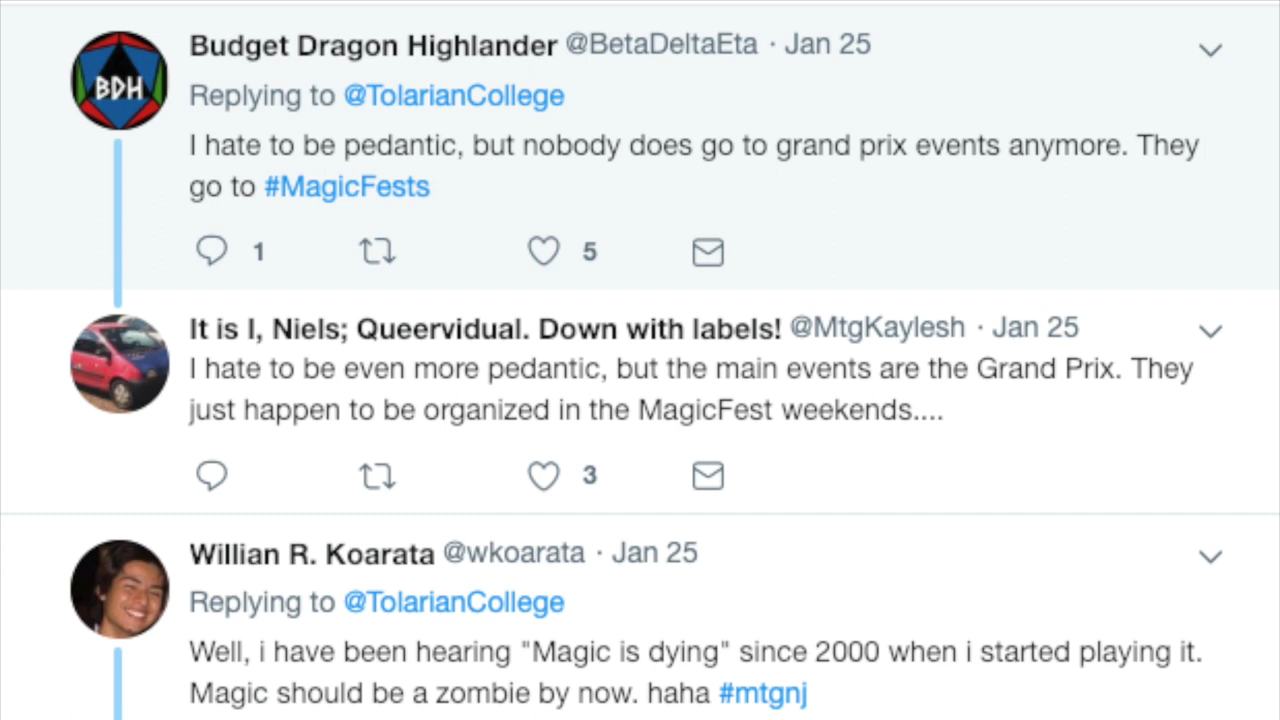 Budget Dragon Highlander @BetaDeltaEta · Jan 25
BDH
Replying to @TolarianCollege
I hate to be pedantic, but nobody does go to grand prix events anymore. They
go to #MagicFests
1 5
It is I, Niels; Queervidual. Down with labels! @MtgKaylesh · Jan 25
I hate to be even more pedantic, but the main events are the Grand Prix. They
just happen to be organized in the MagicFest weekends....
3
Willian R. Koarata @wkoarata · Jan 25
Replying to @TolarianCollege
Well, i have been hearing "Magic is dying" since 2000 when i started playing it.
Magic should be a zombie by now. haha #mtgnj